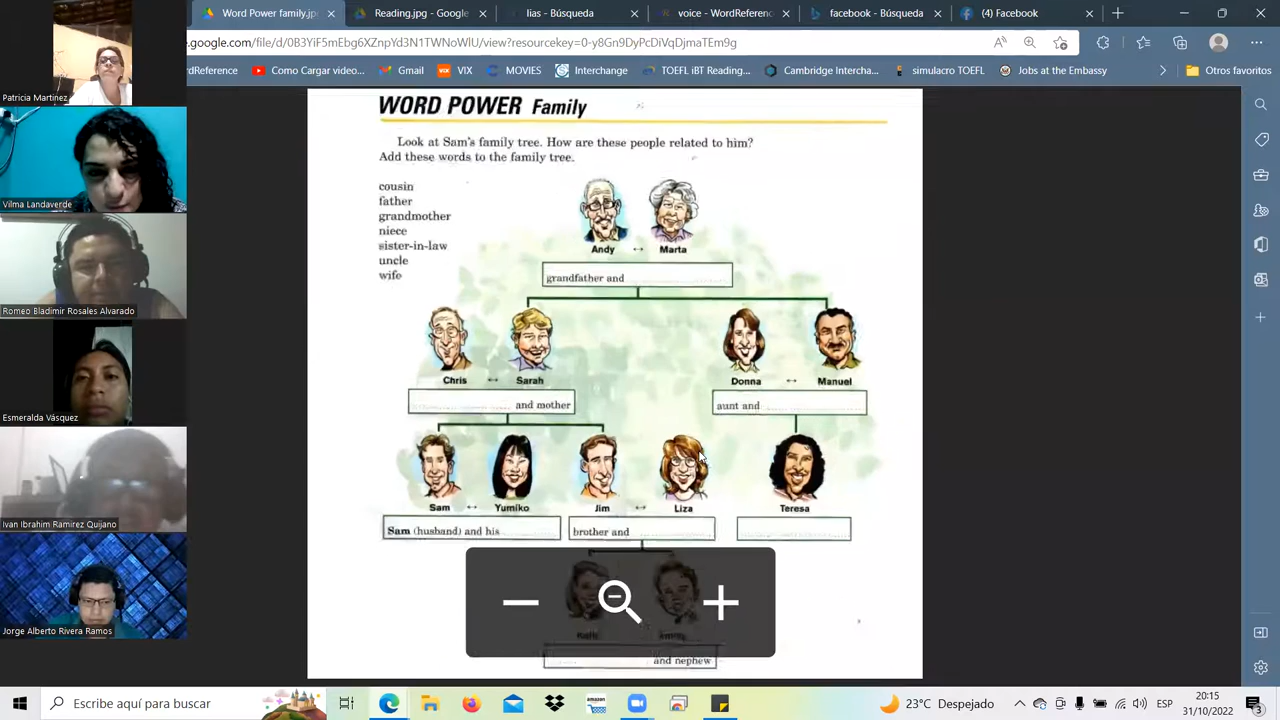 Word Power family.jp
Reading.jpg - Google
lias - Búsqueda
voice - WordReferenc
facebook - Búsqueda
(4) Facebook
.google.com/file/d/0B3YiF5mEbg6XZnpYd3N1TWNoWlU/view?resourcekey=0-y8Gn9DyPcDiVqDjmaTEm9g
rdReference
Como Cargar video...
Gmail
VIX
MOVIES
Interchange
TOEFL iBT Reading...
Cambridge Intercha...
simulacro TOEFL
Jobs at the Embassy
Otros favoritos
Patricia Martinez
Vilma Landaverde
Romeo Bladimir Rosales Alvarado
Esmeralda Vásquez
Ivan Ibrahim Ramirez Quijano
Jorge Alberto Rivera Ramos
WORD POWER Family
Look at Sam's family tree. How are these people related to him?
Add these words to the family tree.
cousin
father
grandmother
niece
sister-in-law
uncle
wife
Andy ↔ Marta
grandfather and
Chris ↔ Sarah
Donna ↔ Manuel
and mother
aunt and
Sam ↔ Yumiko
Jim ↔ Liza
Teresa
Sam (husband) and his
brother and
and nephew
Escribe aquí para buscar
23°C Despejado
ESP
20:15
31/10/2022
3